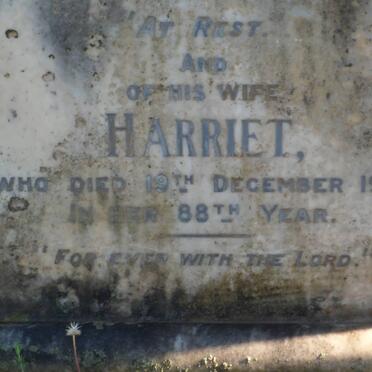 "At Rest.
And
of his wife
Harriet,
who died 19th December 19
in her 88th Year.
"For ever with the Lord."